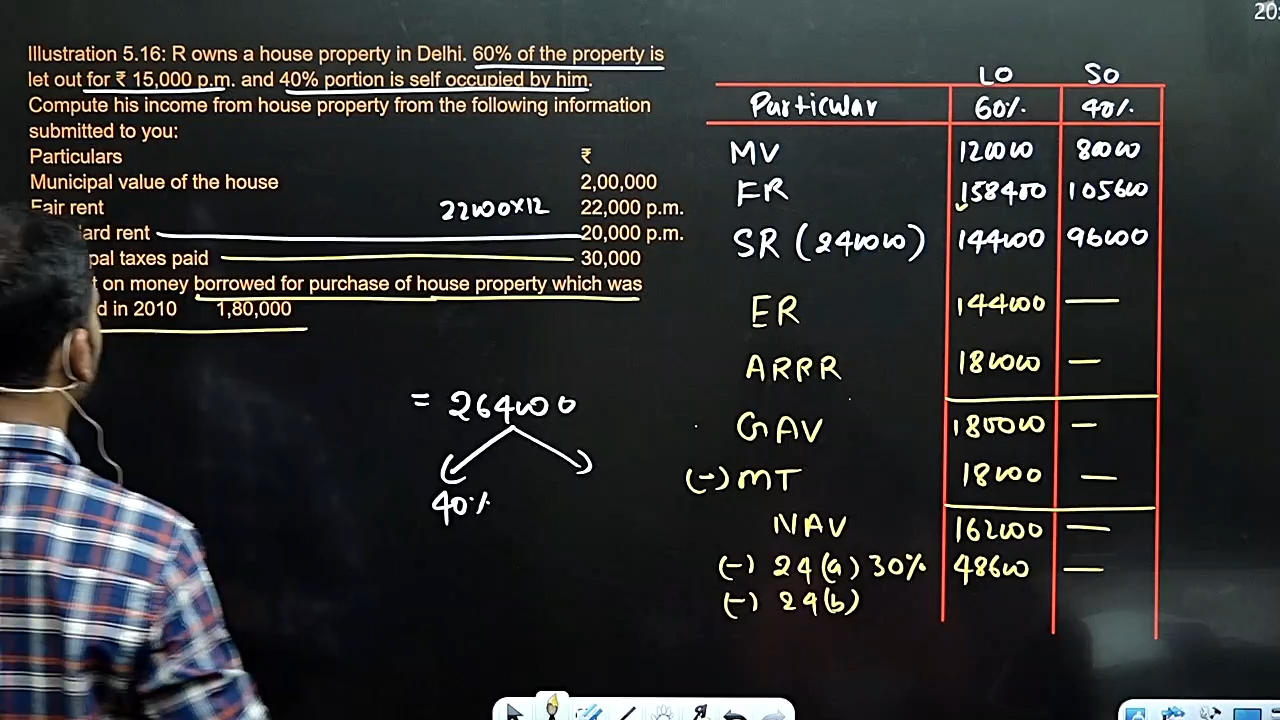 20:
Illustration 5.16: R owns a house property in Delhi. 60% of the property is
let out for ₹ 15,000 p.m. and 40% portion is self occupied by him.
Compute his income from house property from the following information
submitted to you:
Particulars ₹
Municipal value of the house 2,00,000
Fair rent 22000×12 22,000 p.m.
rent 20,000 p.m.
taxes paid 30,000
on money borrowed for purchase of house property which was
in 2010 1,80,000
= 264000
40%
LO SO
Particular 60% 40%
MV 120000 80000
FR 158400 105600
SR (240000) 144000 96000
ER 144000 —
ARRR 180000 —
GAV 180000 —
(-) MT 18000 —
NAV 162000 —
(-) 24(a) 30% 48600 —
(-) 24(b)